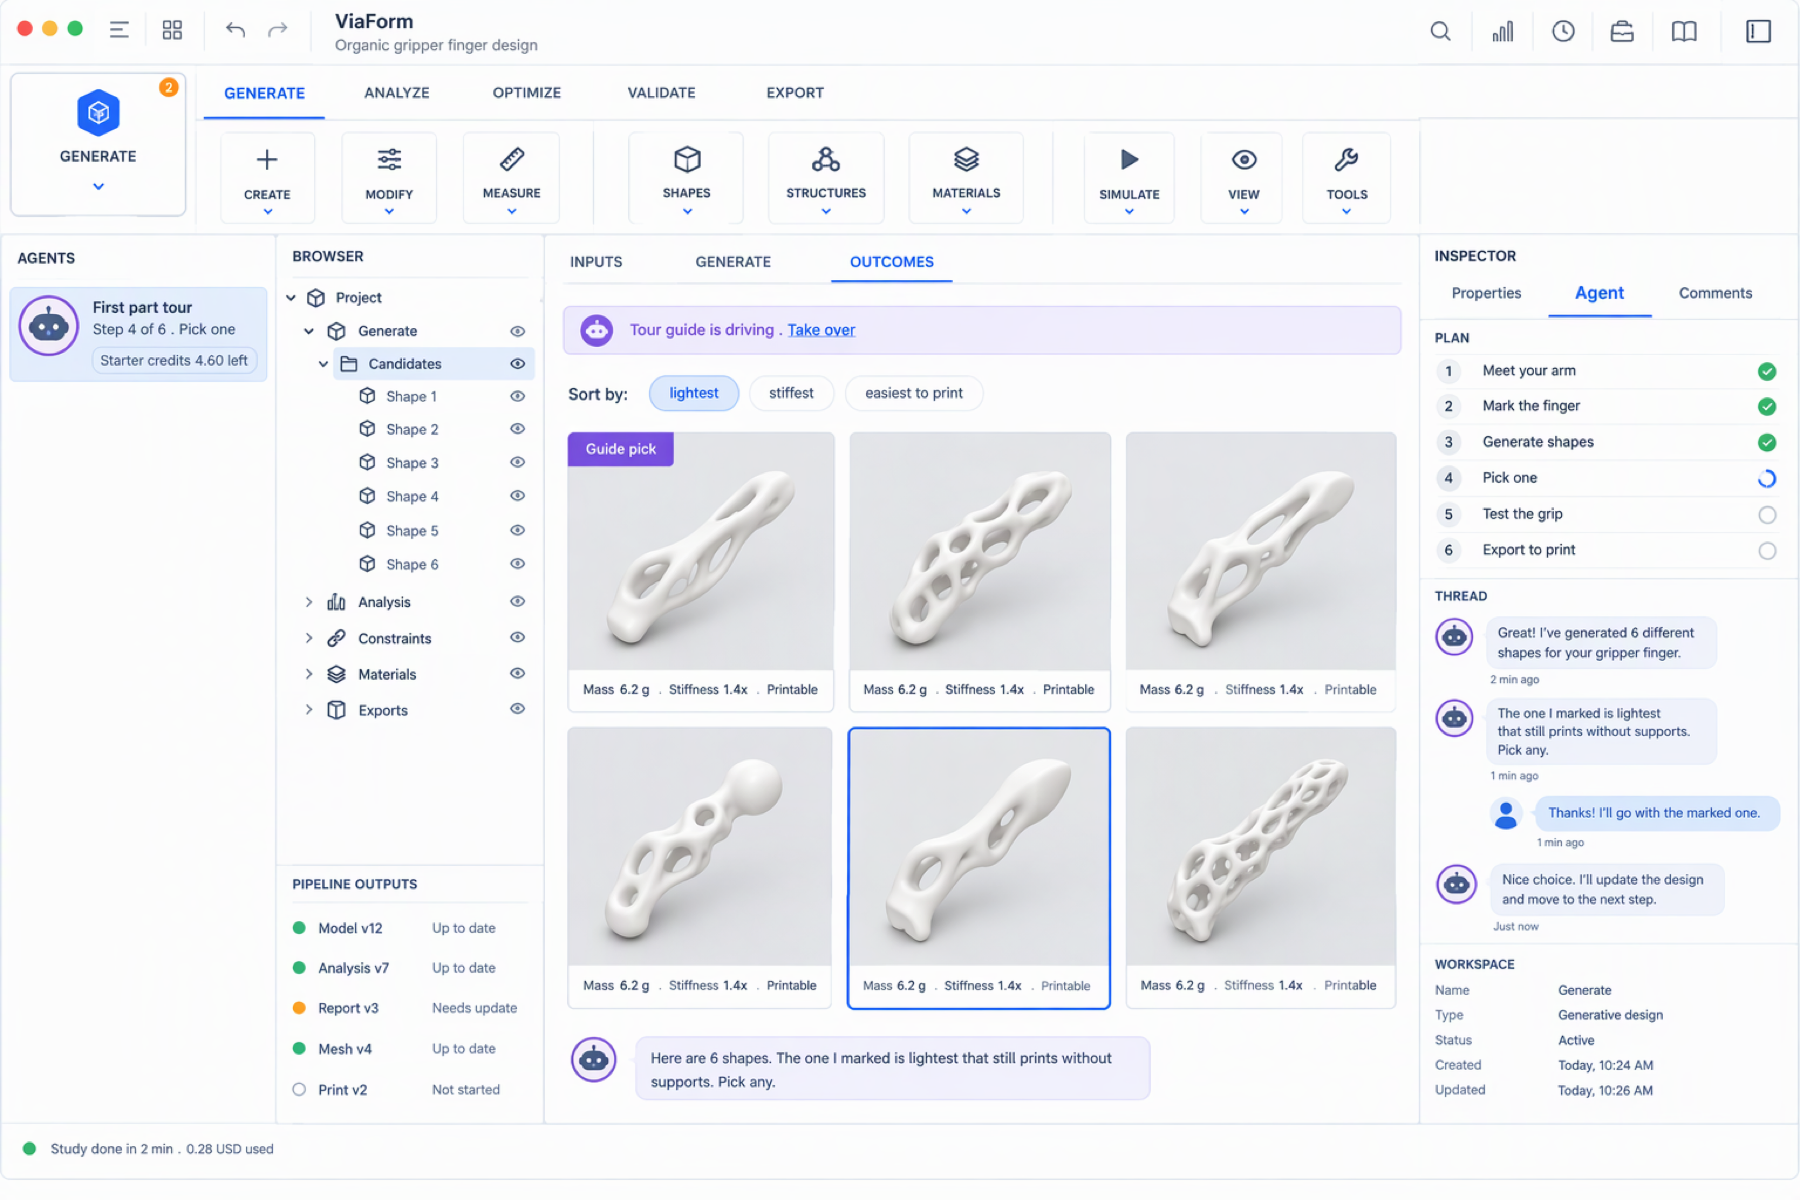 ViaForm
Organic gripper finger design
2
GENERATE
GENERATE
ANALYZE
OPTIMIZE
VALIDATE
EXPORT
CREATE
MODIFY
MEASURE
SHAPES
STRUCTURES
MATERIALS
SIMULATE
VIEW
TOOLS
AGENTS
First part tour
Step 4 of 6 . Pick one
Starter credits 4.60 left
BROWSER
Project
Generate
Candidates
Shape 1
Shape 2
Shape 3
Shape 4
Shape 5
Shape 6
Analysis
Constraints
Materials
Exports
PIPELINE OUTPUTS
Model v12 Up to date
Analysis v7 Up to date
Report v3 Needs update
Mesh v4 Up to date
Print v2 Not started
INPUTS
GENERATE
OUTCOMES
Tour guide is driving . Take over
Sort by: lightest stiffest easiest to print
Guide pick
Mass 6.2 g . Stiffness 1.4x . Printable
Mass 6.2 g . Stiffness 1.4x . Printable
Mass 6.2 g . Stiffness 1.4x . Printable
Mass 6.2 g . Stiffness 1.4x . Printable
Mass 6.2 g . Stiffness 1.4x . Printable
Mass 6.2 g . Stiffness 1.4x . Printable
Here are 6 shapes. The one I marked is lightest that still prints without
supports. Pick any.
INSPECTOR
Properties
Agent
Comments
PLAN
1 Meet your arm
2 Mark the finger
3 Generate shapes
4 Pick one
5 Test the grip
6 Export to print
THREAD
Great! I've generated 6 different
shapes for your gripper finger.
2 min ago
The one I marked is lightest
that still prints without supports.
Pick any.
1 min ago
Thanks! I'll go with the marked one.
1 min ago
Nice choice. I'll update the design
and move to the next step.
Just now
WORKSPACE
Name Generate
Type Generative design
Status Active
Created Today, 10:24 AM
Updated Today, 10:26 AM
Study done in 2 min . 0.28 USD used